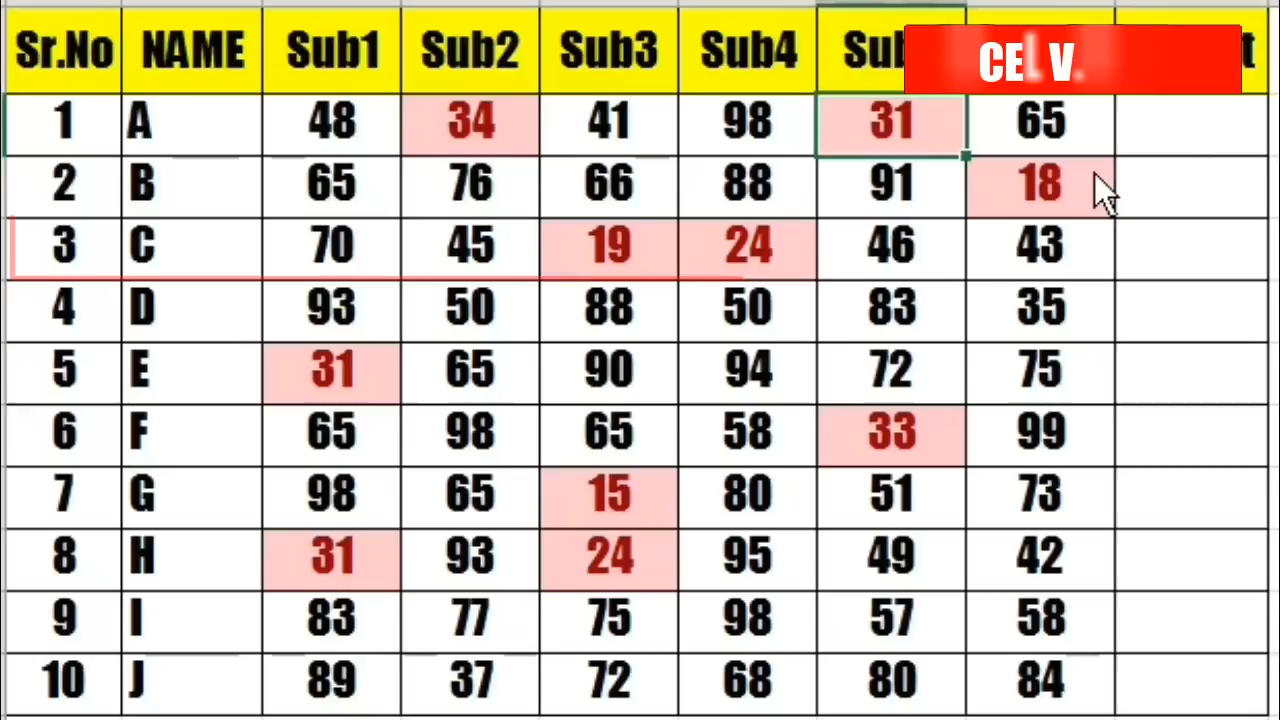 Sr.No NAME Sub1 Sub2 Sub3 Sub4 Sub t
CEL V.
1 A 48 34 41 98 31 65
2 B 65 76 66 88 91 18
3 C 70 45 19 24 46 43
4 D 93 50 88 50 83 35
5 E 31 65 90 94 72 75
6 F 65 98 65 58 33 99
7 G 98 65 15 80 51 73
8 H 31 93 24 95 49 42
9 I 83 77 75 98 57 58
10 J 89 37 72 68 80 84